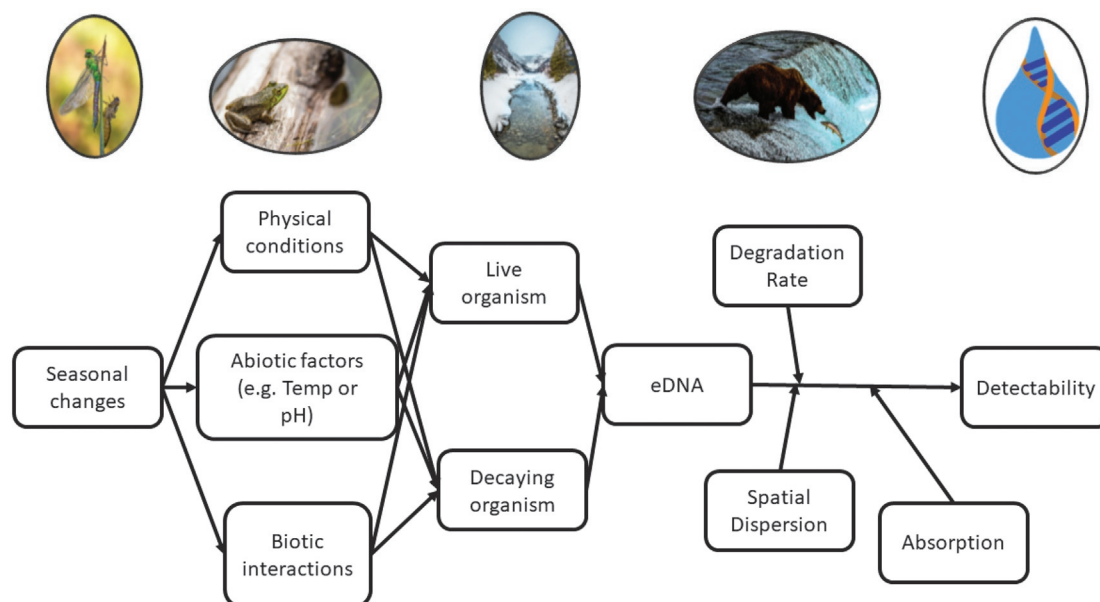 Physical
conditions
Degradation
Rate
Live
organism
Seasonal
changes
Abiotic factors
(e.g. Temp or
pH)
eDNA
Detectability
Decaying
organism
Spatial
Dispersion
Absorption
Biotic
interactions